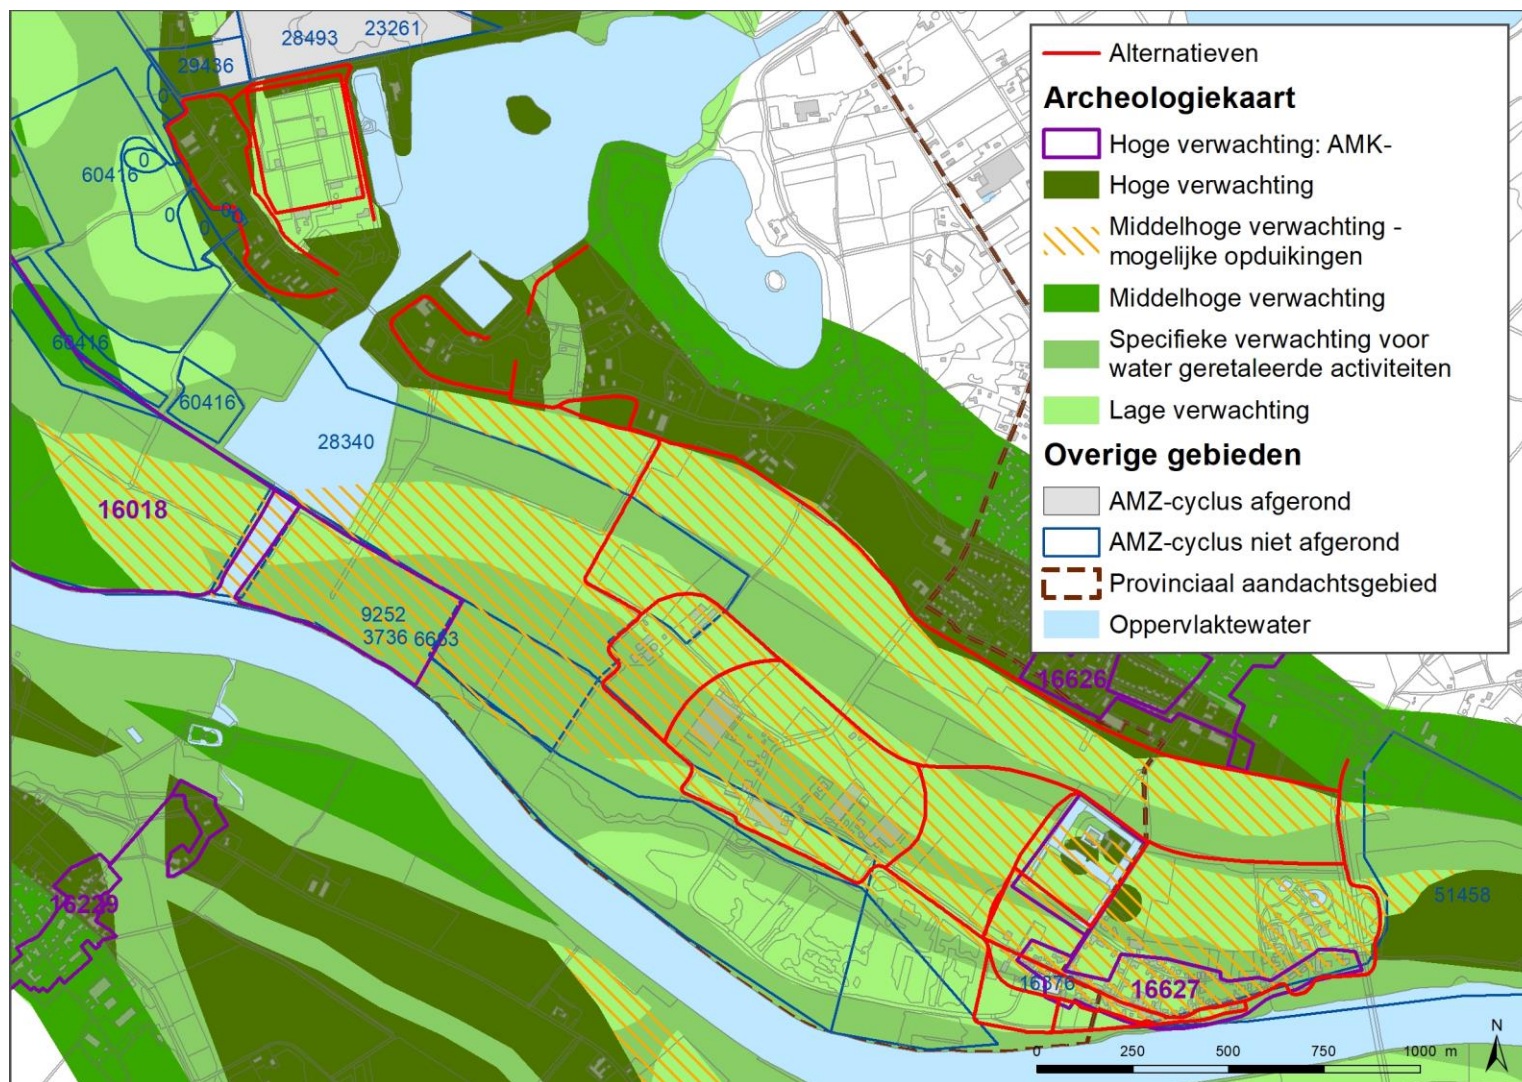 28493
23261
29436
0
60416
0
0
0
60416
60416
28340
16018
9252
3736
6653
16626
16229
51458
16376
16627
Alternatieven
Archeologiekaart
Hoge verwachting: AMK-
Hoge verwachting
Middelhoge verwachting -
mogelijke opduikingen
Middelhoge verwachting
Specifieke verwachting voor
water geretaleerde activiteiten
Lage verwachting
Overige gebieden
AMZ-cyclus afgerond
AMZ-cyclus niet afgerond
Provinciaal aandachtsgebied
Oppervlaktewater
N
0 250 500 750 1000 m